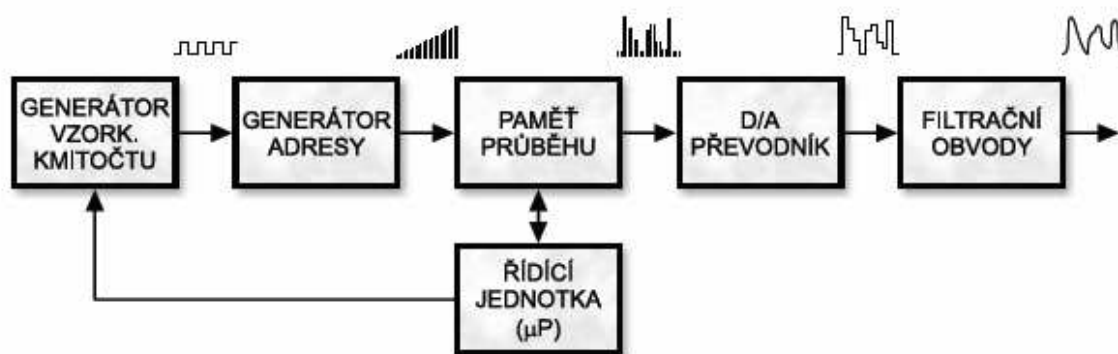 GENERÁTOR
VZORK.
KMITOČTU
GENERÁTOR
ADRESY
PAMĚŤ
PRŮBĚHU
D/A
PŘEVODNÍK
FILTRAČNÍ
OBVODY
ŘÍDÍCÍ
JEDNOTKA
(µP)